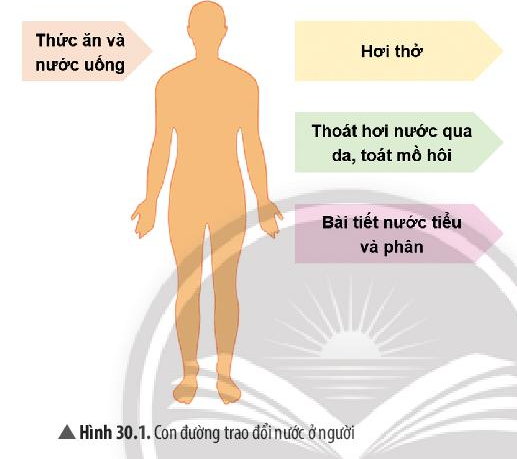 Thức ăn và
nước uống
Hơi thở
Thoát hơi nước qua
da, toát mồ hôi
Bài tiết nước tiểu
và phân
▲ Hình 30.1. Con đường trao đổi nước ở người